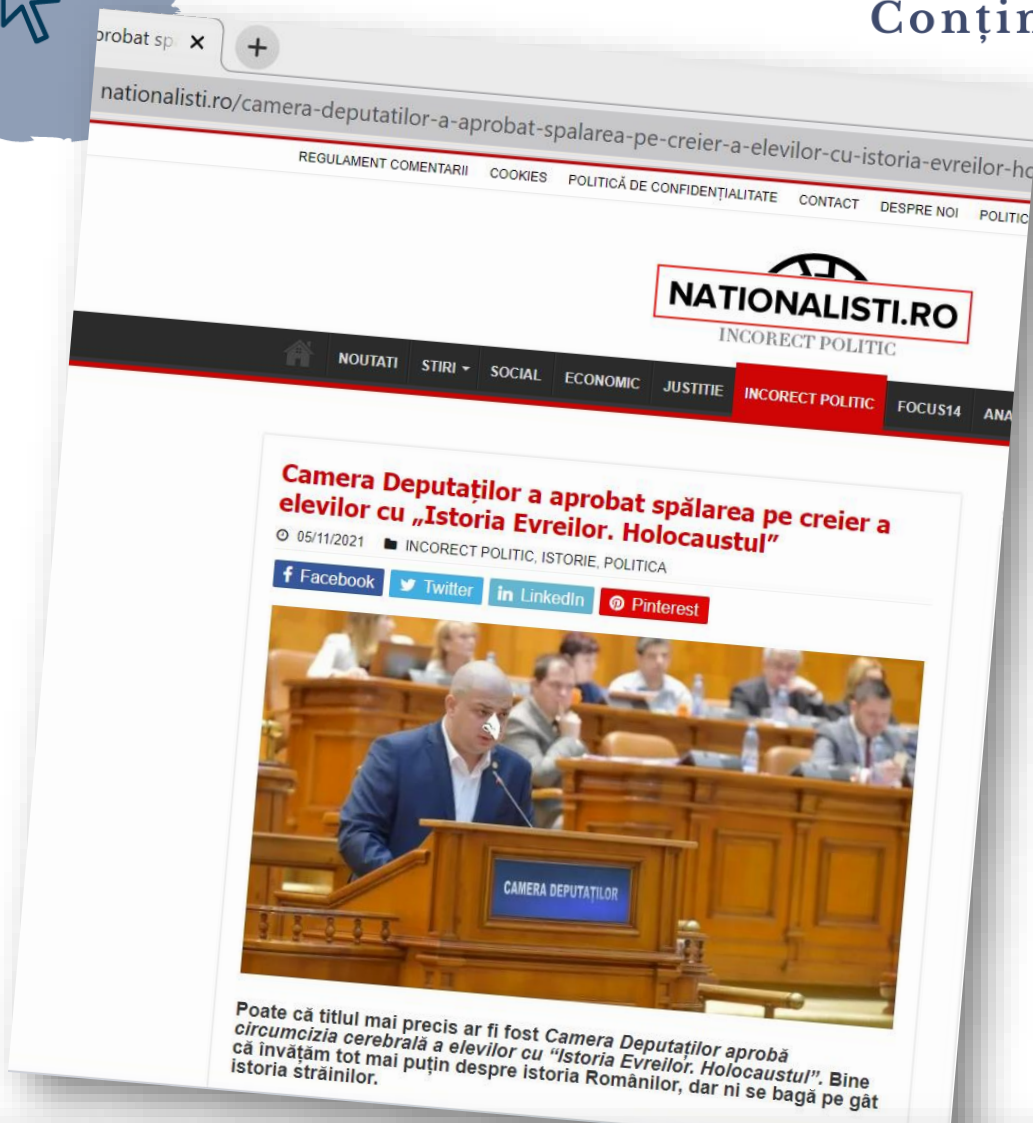 Conțin
probat sp
nationalisti.ro/camera-deputatilor-a-aprobat-spalarea-pe-creier-a-elevilor-cu-istoria-evreilor-ho
REGULAMENT COMENTARII COOKIES POLITICĂ DE CONFIDENȚIALITATE CONTACT DESPRE NOI POLITIC
NATIONALISTI.RO
INCORECT POLITIC
NOUTATI STIRI SOCIAL ECONOMIC JUSTITIE INCORECT POLITIC FOCUS14 ANA
Camera Deputaților a aprobat spălarea pe creier a
elevilor cu „Istoria Evreilor. Holocaustul”
05/11/2021 INCORECT POLITIC, ISTORIE, POLITICA
Facebook Twitter LinkedIn Pinterest
CAMERA DEPUTAȚILOR
Poate că titlul mai precis ar fi fost Camera Deputaților aprobă
circumcizia cerebrală a elevilor cu “Istoria Evreilor. Holocaustul”. Bine
că învățăm tot mai puțin despre istoria Românilor, dar ni se bagă pe gât
istoria străinilor.